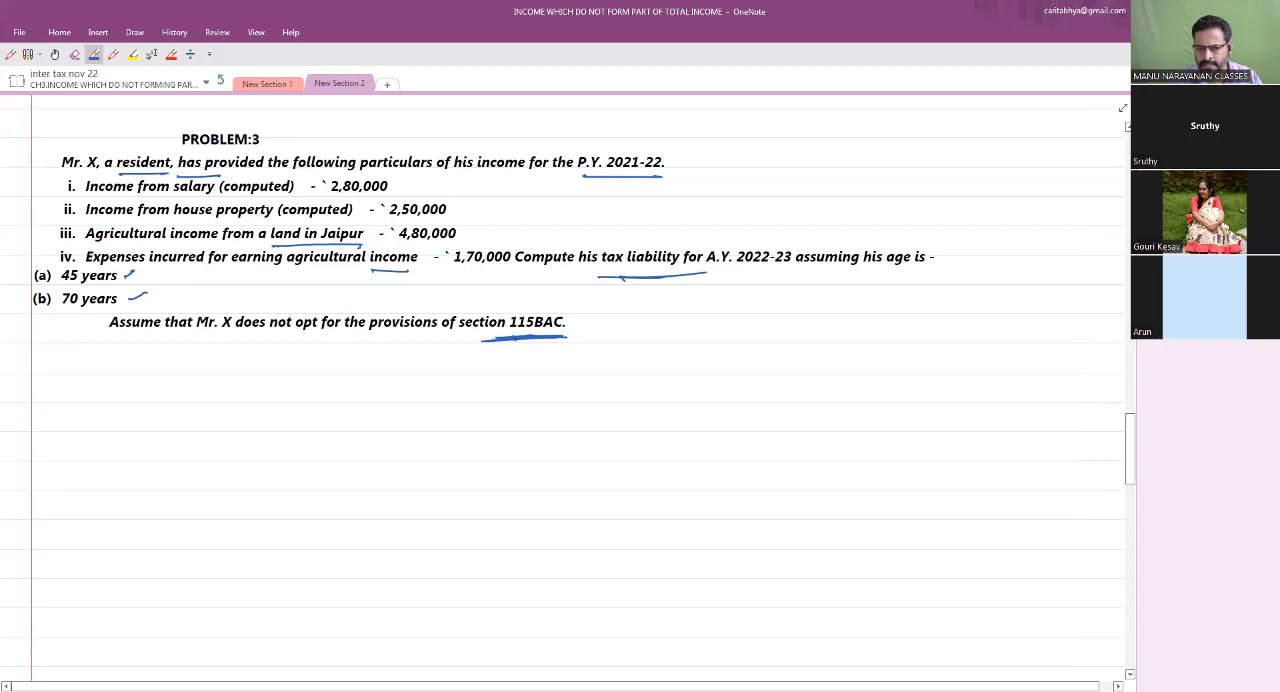 INCOME WHICH DO NOT FORM PART OF TOTAL INCOME - OneNote
caritabhya@gmail.com
File Home Insert Draw History Review View Help
inter tax nov 22
CH3.INCOME WHICH DO NOT FORMING PAR...
New Section 1
New Section 2
MANU NARAYANAN CLASSES
Sruthy
Sruthy
Gouri Kesav
Arun
PROBLEM:3
Mr. X, a resident, has provided the following particulars of his income for the P.Y. 2021-22.
i. Income from salary (computed) - ` 2,80,000
ii. Income from house property (computed) - ` 2,50,000
iii. Agricultural income from a land in Jaipur - ` 4,80,000
iv. Expenses incurred for earning agricultural income - ` 1,70,000 Compute his tax liability for A.Y. 2022-23 assuming his age is -
(a) 45 years
(b) 70 years
Assume that Mr. X does not opt for the provisions of section 115BAC.